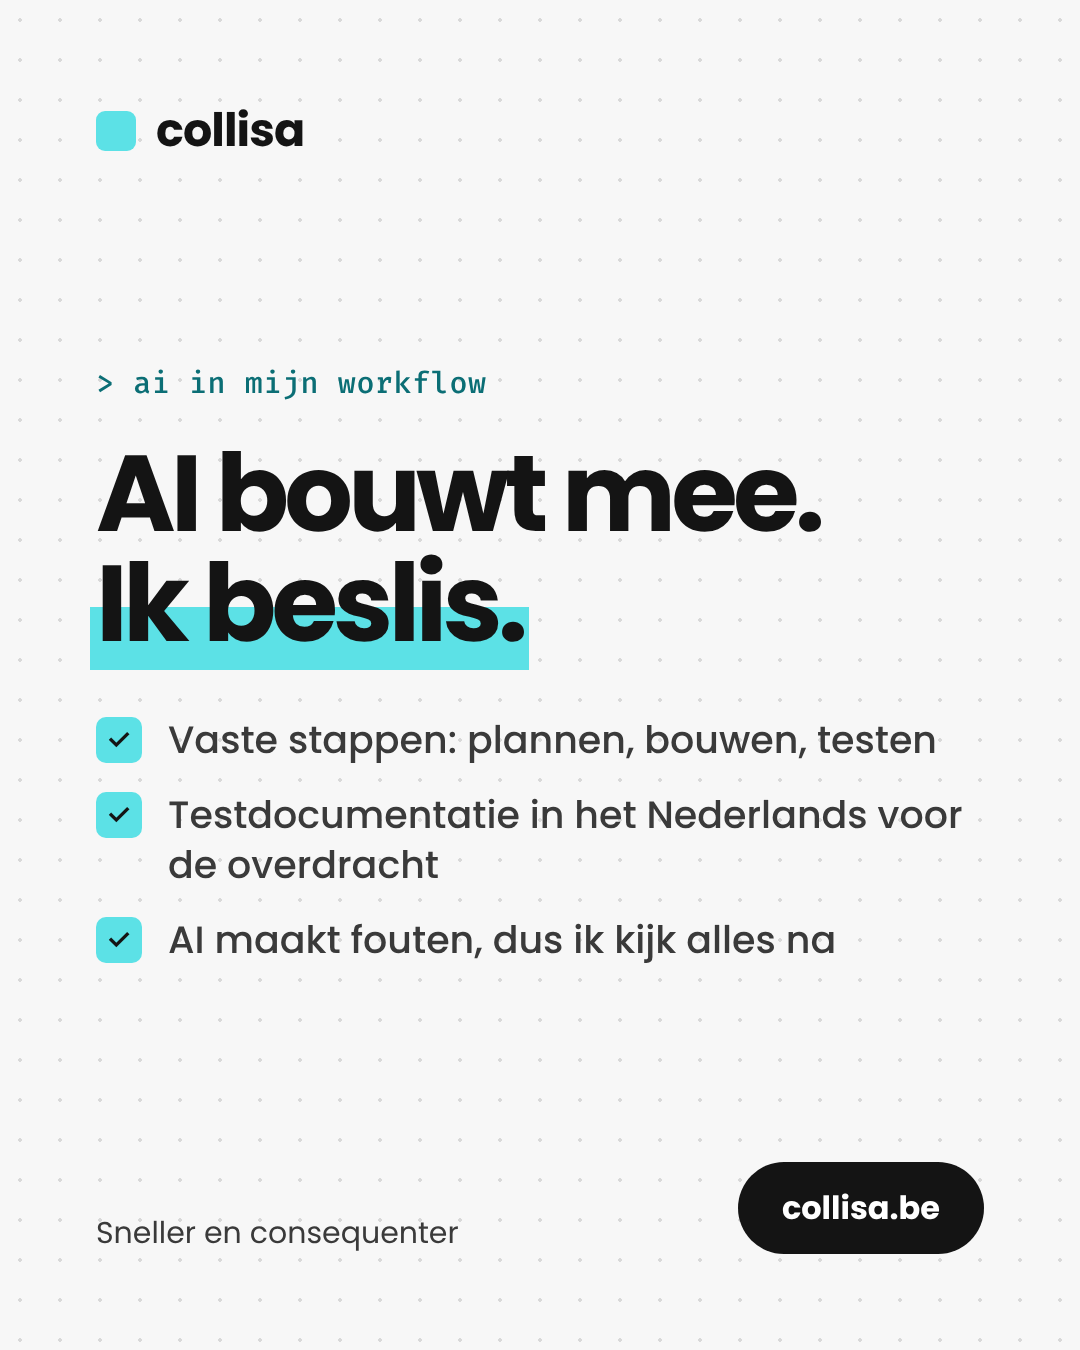 collisa
> ai in mijn workflow
AI bouwt mee.
Ik beslis.
Vaste stappen: plannen, bouwen, testen
Testdocumentatie in het Nederlands voor
de overdracht
AI maakt fouten, dus ik kijk alles na
Sneller en consequenter
collisa.be